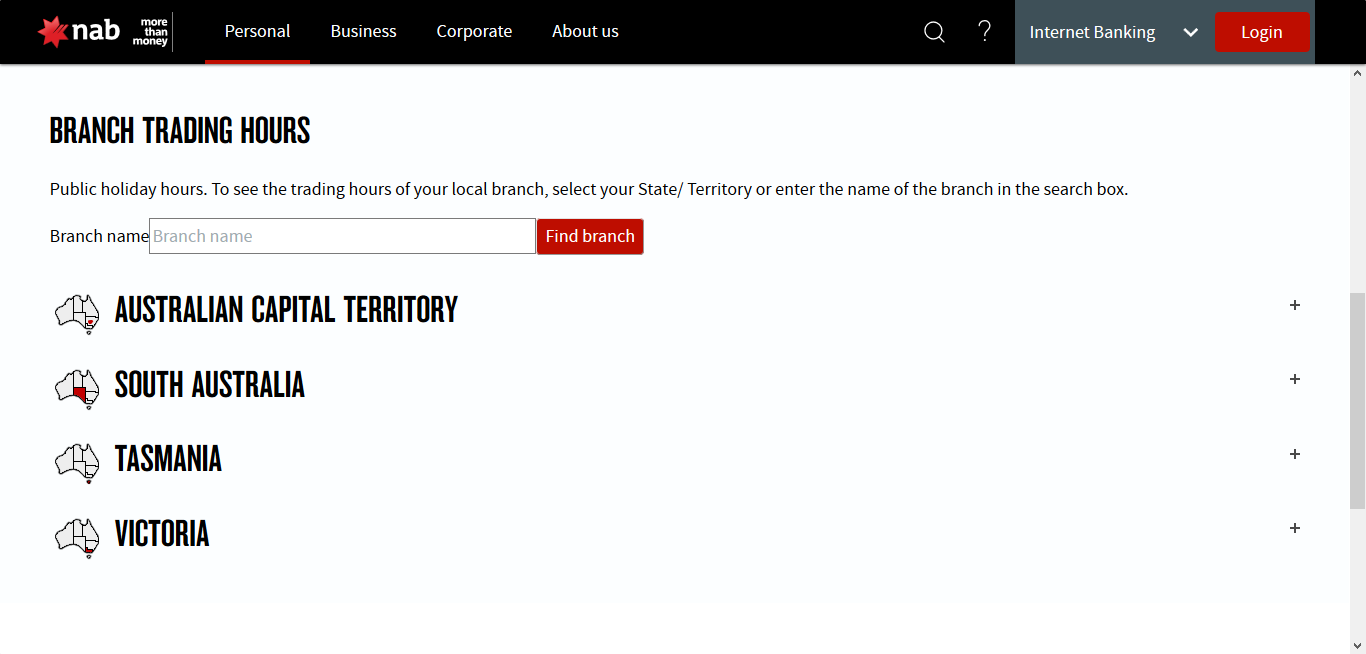 nab more than money Personal Business Corporate About us ? Internet Banking Login
BRANCH TRADING HOURS
Public holiday hours. To see the trading hours of your local branch, select your State/ Territory or enter the name of the branch in the search box.
Branch name Branch name Find branch
AUSTRALIAN CAPITAL TERRITORY +
SOUTH AUSTRALIA +
TASMANIA +
VICTORIA +